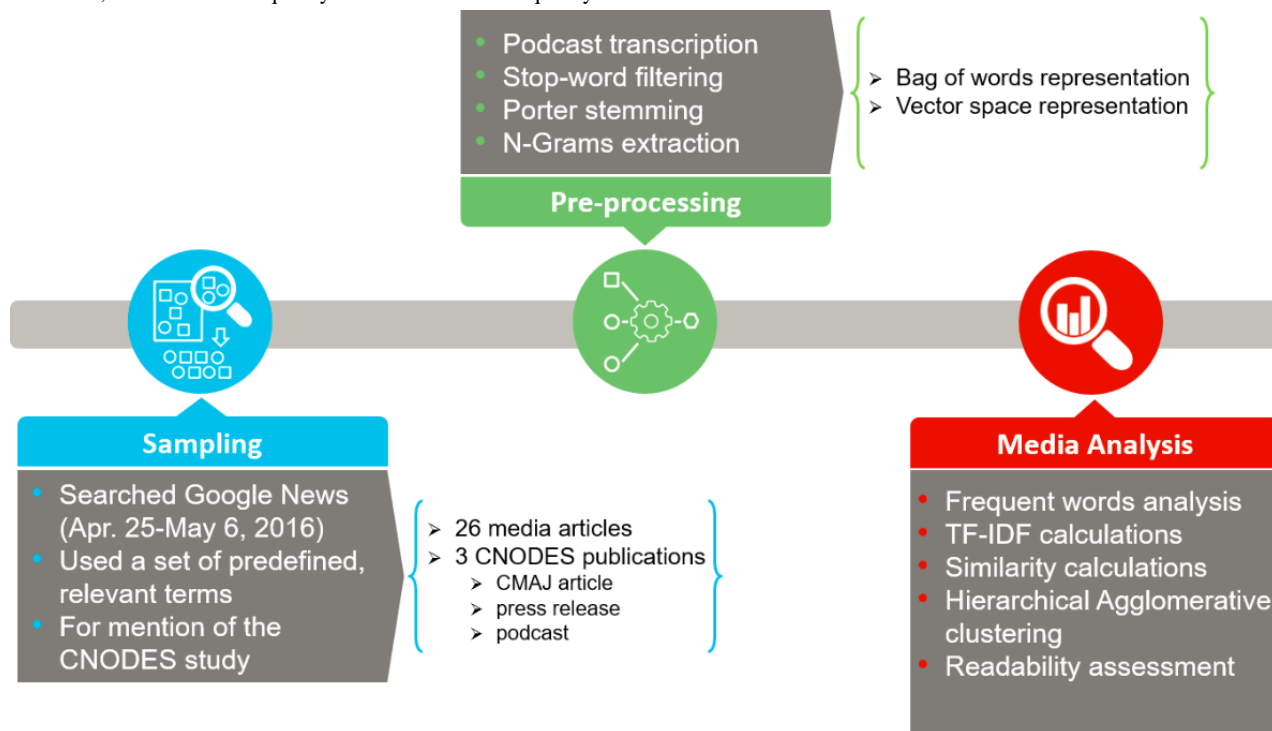 Podcast transcription
Stop-word filtering
Porter stemming
N-Grams extraction
Bag of words representation
Vector space representation
Pre-processing
Sampling
Searched Google News
(Apr. 25-May 6, 2016)
Used a set of predefined,
relevant terms
For mention of the
CNODES study
26 media articles
3 CNODES publications
CMAJ article
press release
podcast
Media Analysis
Frequent words analysis
TF-IDF calculations
Similarity calculations
Hierarchical Agglomerative
clustering
Readability assessment